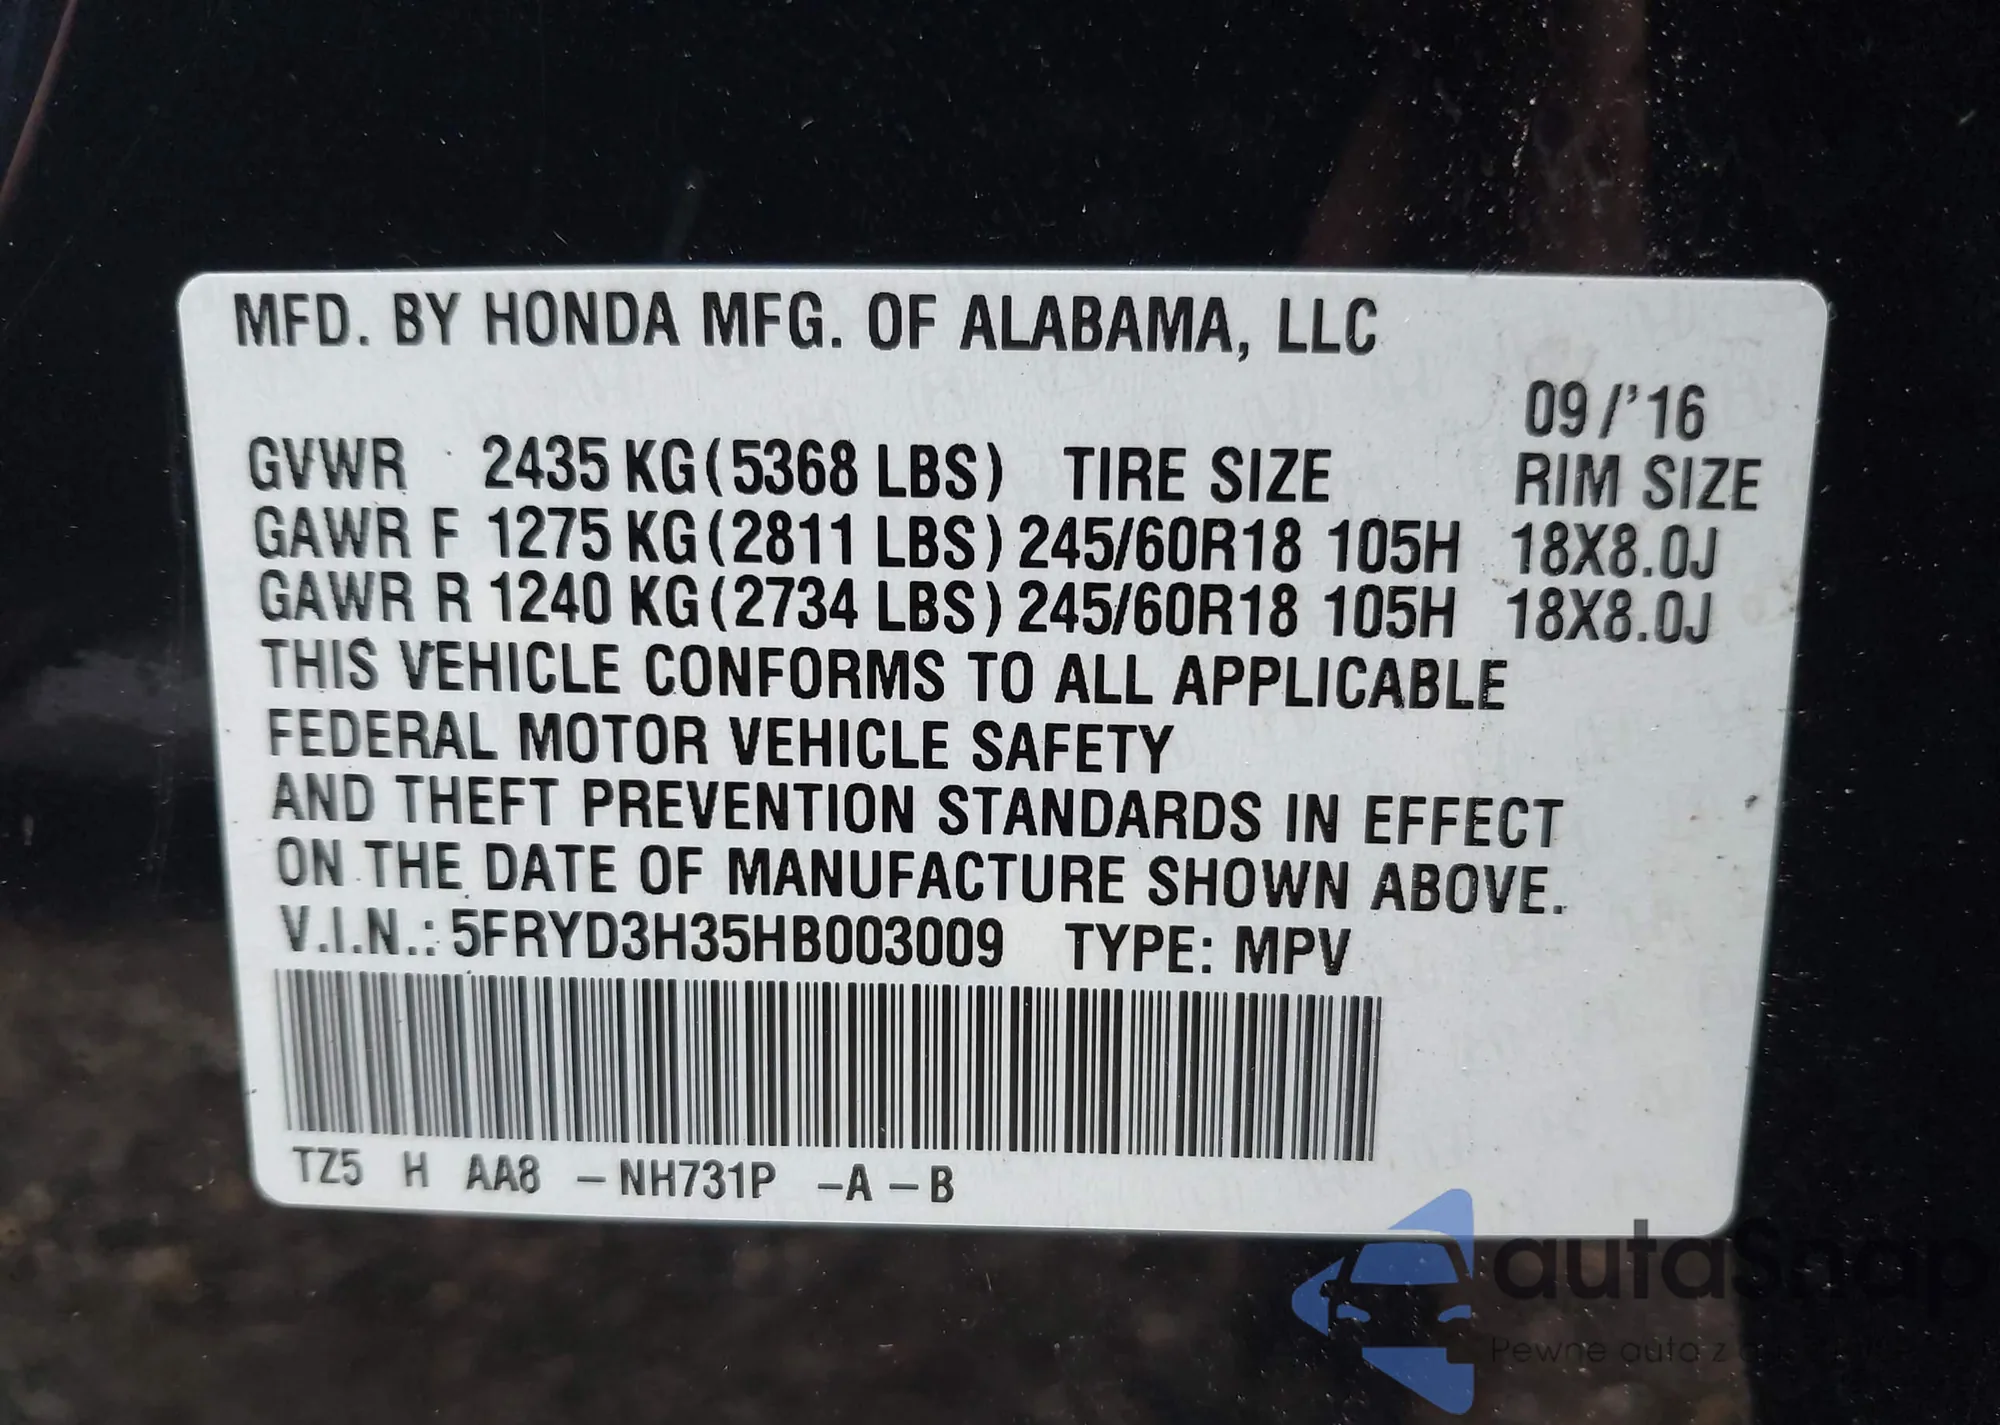 MFD. BY HONDA MFG. OF ALABAMA, LLC
09/'16
GVWR 2435 KG(5368 LBS) TIRE SIZE RIM SIZE
GAWR F 1275 KG(2811 LBS) 245/60R18 105H 18X8.0J
GAWR R 1240 KG(2734 LBS) 245/60R18 105H 18X8.0J
THIS VEHICLE CONFORMS TO ALL APPLICABLE
FEDERAL MOTOR VEHICLE SAFETY
AND THEFT PREVENTION STANDARDS IN EFFECT
ON THE DATE OF MANUFACTURE SHOWN ABOVE.
V.I.N.: 5FRYD3H35HB003009 TYPE: MPV
TZ5 H AA8 -NH731P -A -B
autaSnap
Pewne auto z